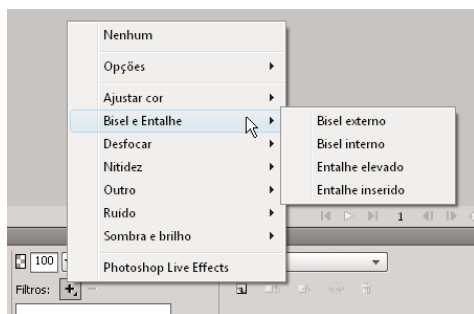 Nenhum
Opções
Ajustar cor
Bisel e Entalhe
Desfocar
Nitidez
Outro
Ruído
Sombra e brilho
Photoshop Live Effects
Bisel externo
Bisel interno
Entalhe elevado
Entalhe inserido
1
100
Filtros: